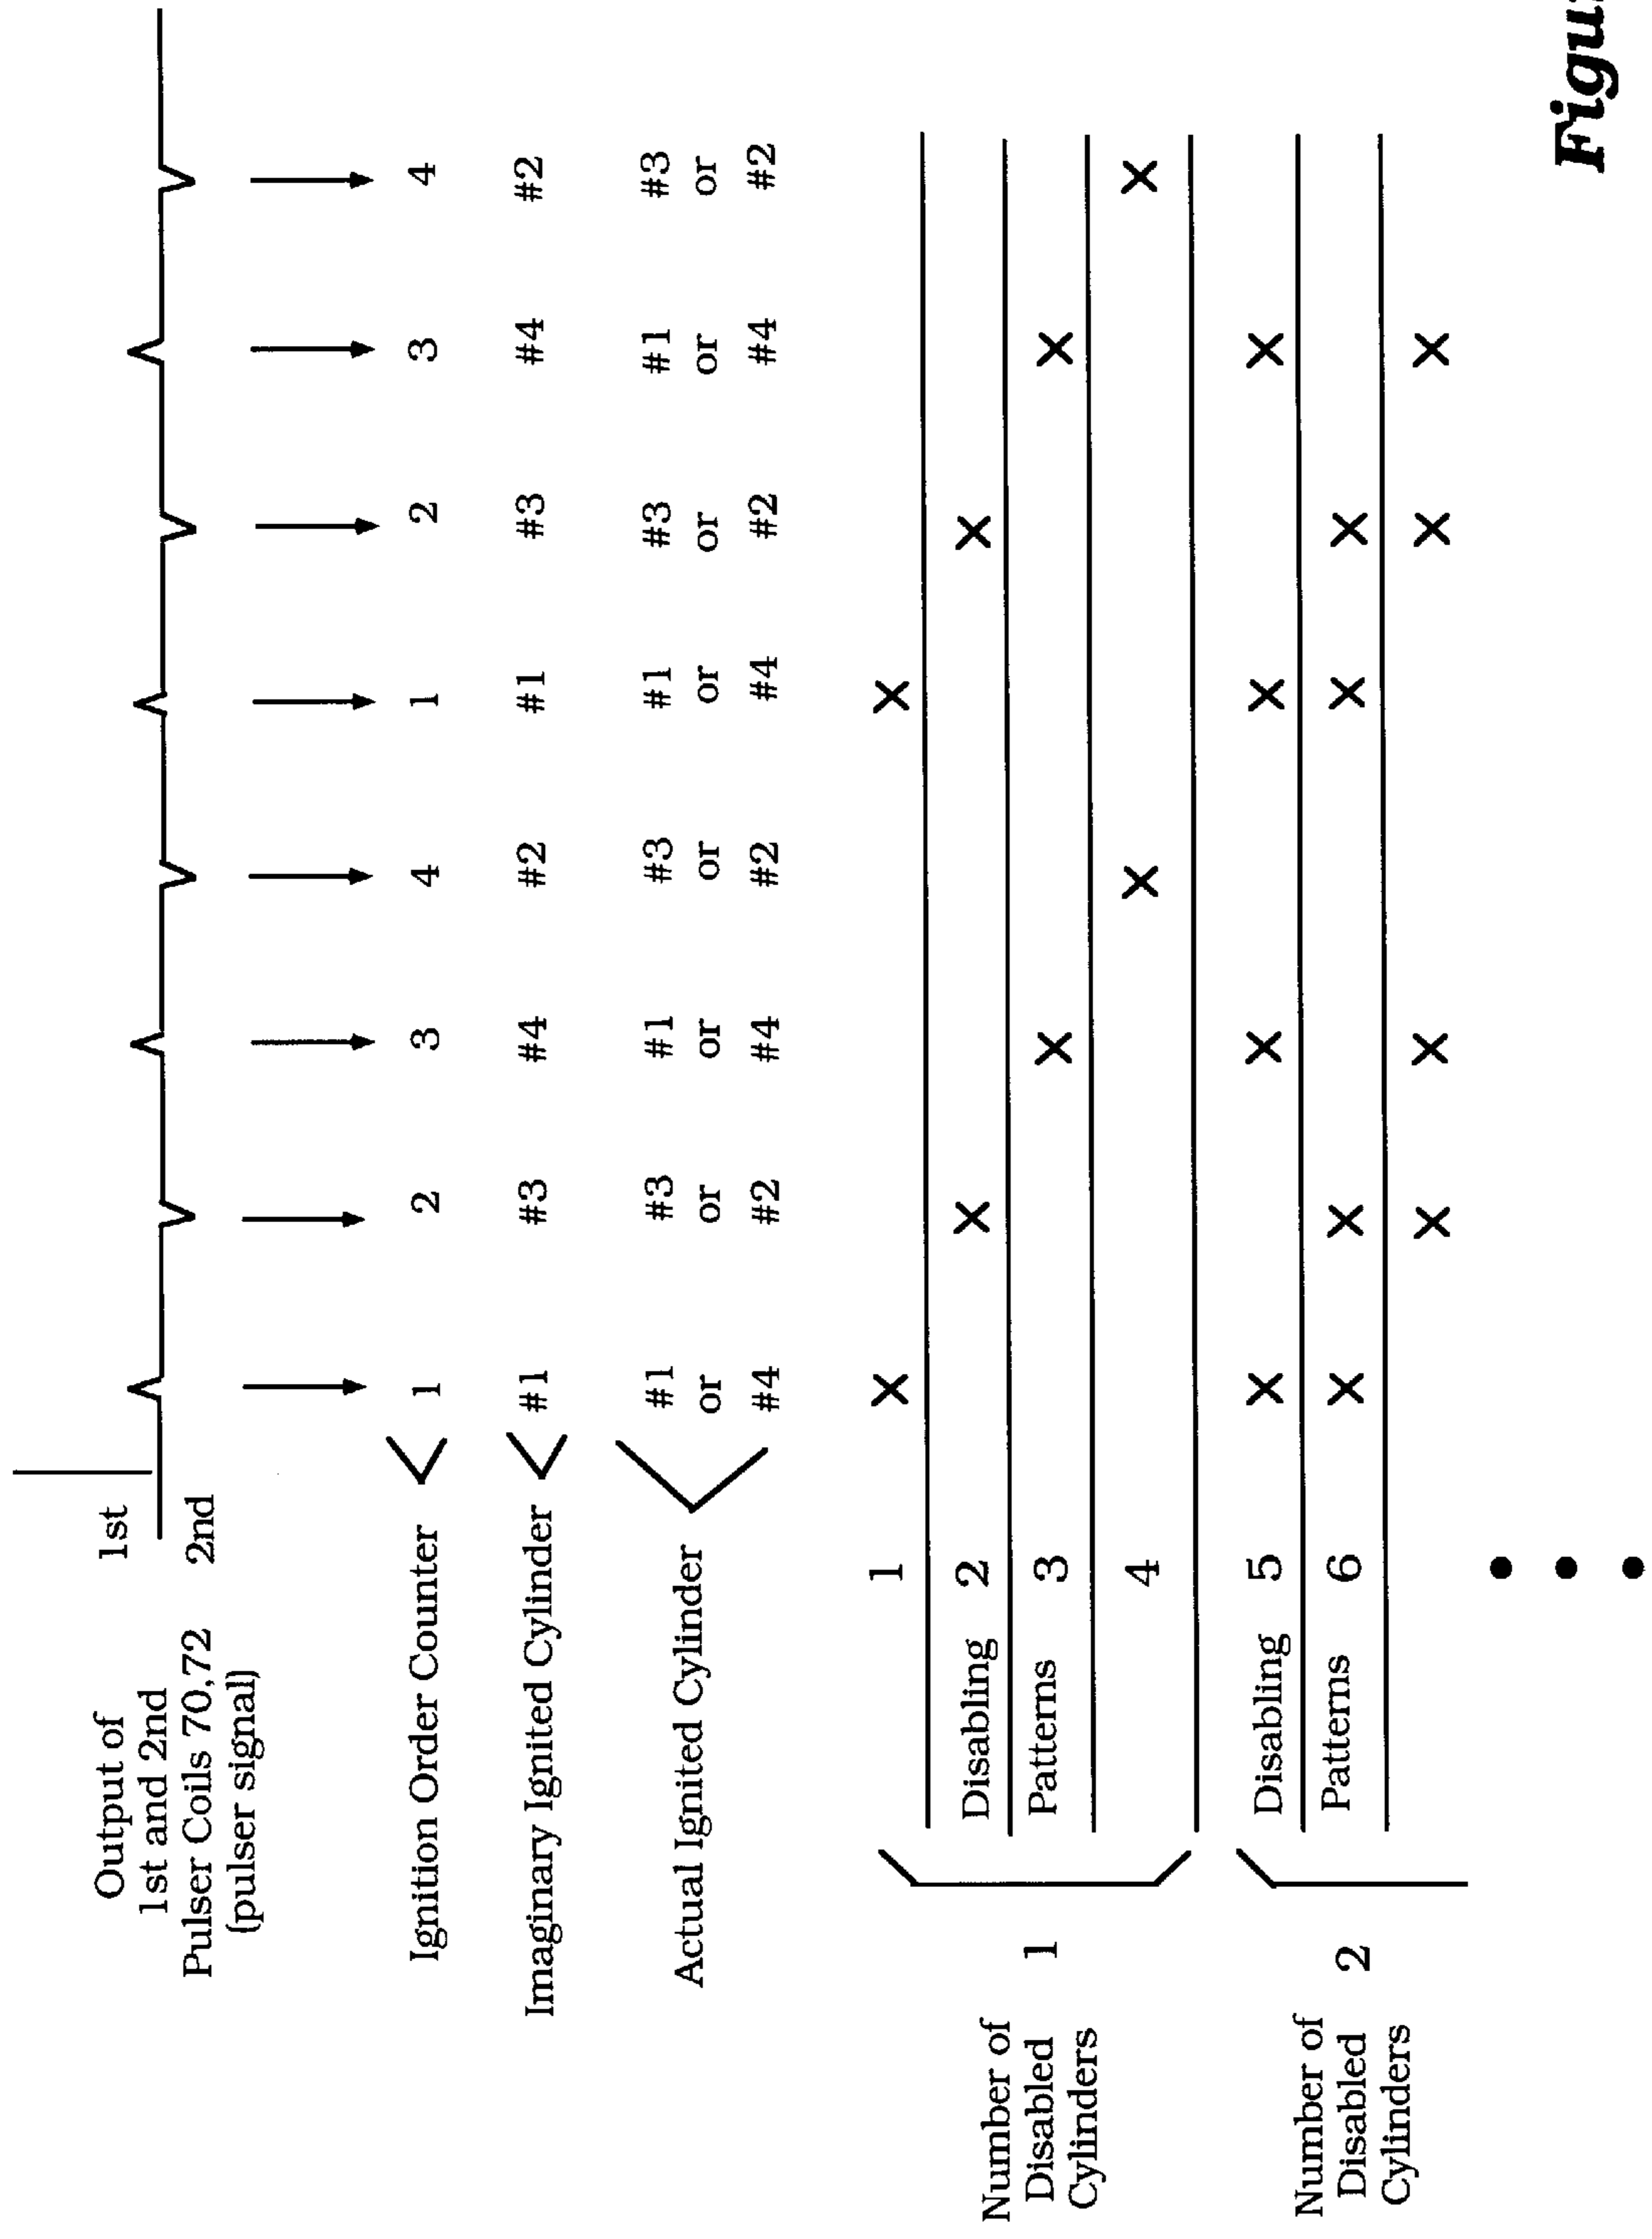 Output of
1st and 2nd
Pulser Coils 70,72
(pulser signal)
1st
2nd
Ignition Order Counter 1 2 3 4 1 2 3 4
Imaginary Ignited Cylinder #1 #3 #4 #2 #1 #3 #4 #2
Actual Ignited Cylinder
#1 #3 #1 #3 #1 #3 #1 #3
or or or or or or or or
#4 #2 #4 #2 #4 #2 #4 #2
Number of
Disabled 1
Cylinders
1 X X
Disabling 2 X X
Patterns 3 X X
4 X X
Number of
Disabled 2
Cylinders
Disabling 5 X X X X
Patterns 6 X X X X
X X X X